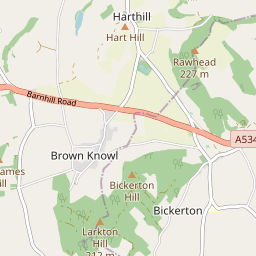 Harthill
Hart Hill
Rawhead
227 m
Barnhill Road
A534
Brown Knowl
Bickerton
Hill
Bickerton
Larkton
Hill
212 m